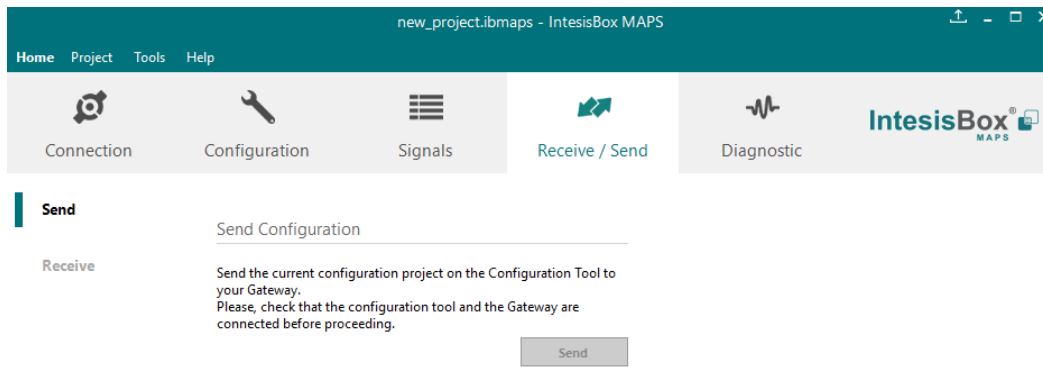 new_project.ibmaps - IntesisBox MAPS
Home Project Tools Help
Connection Configuration Signals Receive / Send Diagnostic
IntesisBox®
MAPS
Send
Send Configuration
Receive
Send the current configuration project on the Configuration Tool to
your Gateway.
Please, check that the configuration tool and the Gateway are
connected before proceeding.
Send